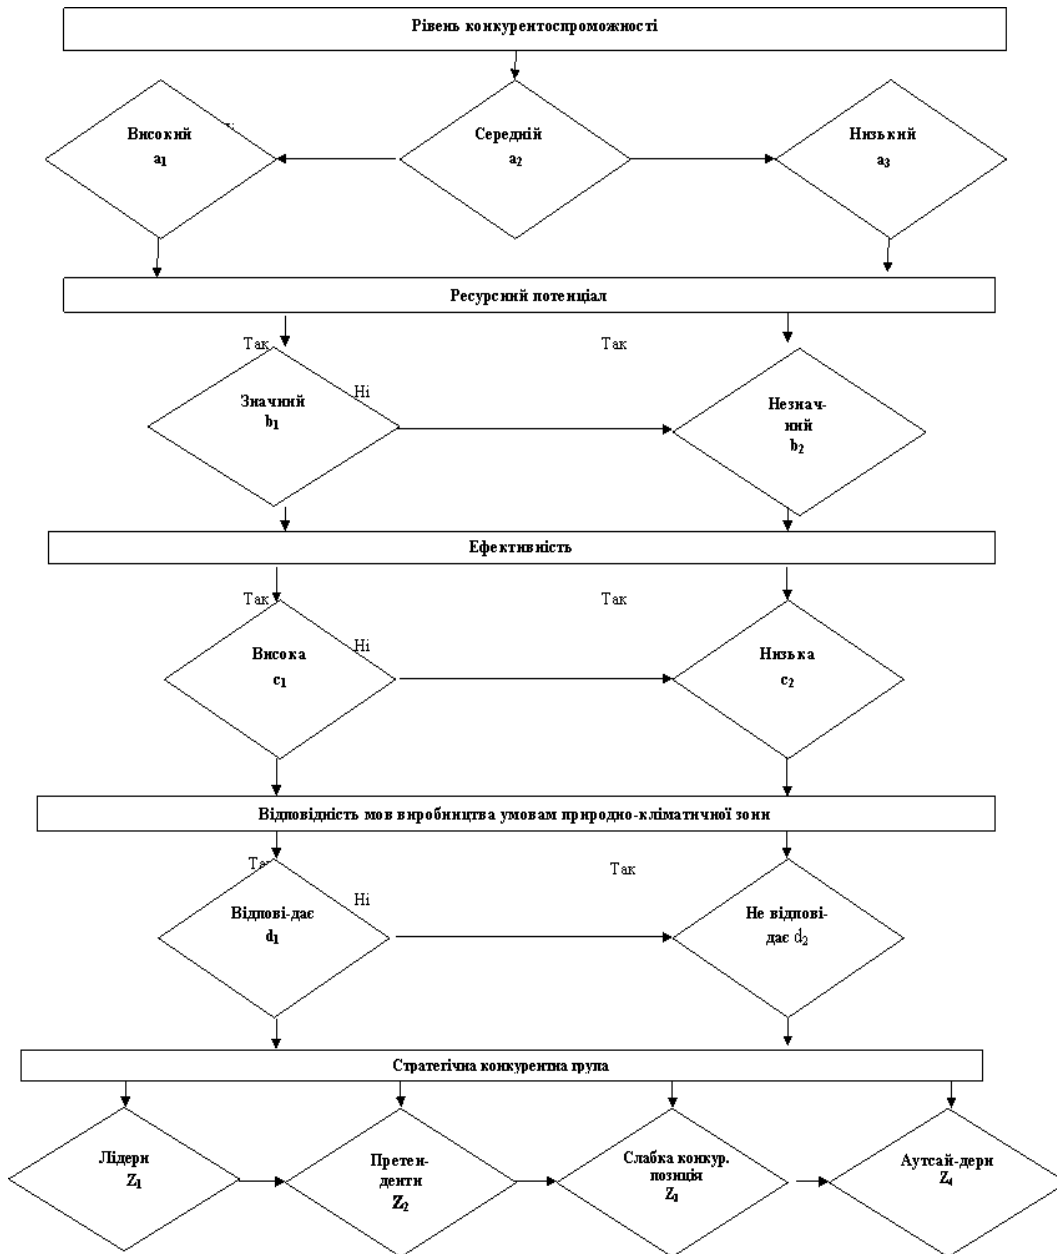 Рівень конкурентоспроможності
Високий
a1
Середній
a2
Низький
a3
Ресурсний потенціал
Так
Так
Ні
Значний
b1
Незнач-
ний
b2
Ефективність
Так
Так
Ні
Висока
c1
Низька
c2
Відповідність мов виробництва умовам природно-кліматичної зони
Так
Так
Ні
Відпові-дає
d1
Не відпові-
дає d2
Стратегічна конкурентна група
Лідери
Z1
Претен-
денти
Z2
Слабка конкур.
позиція
Z3
Аутсай-дери
Z4